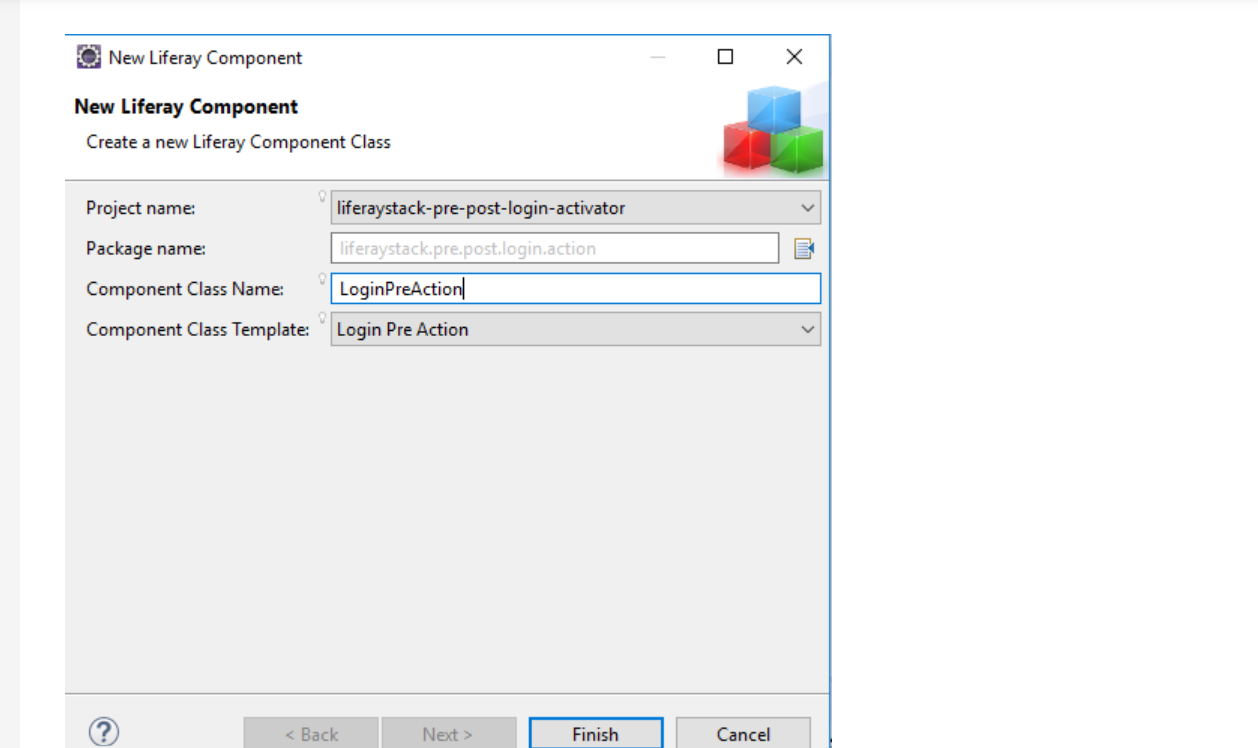 New Liferay Component
New Liferay Component
Create a new Liferay Component Class
Project name: liferaystack-pre-post-login-activator
Package name: liferaystack.pre.post.login.action
Component Class Name: LoginPreAction
Component Class Template: Login Pre Action
? < Back Next > Finish Cancel